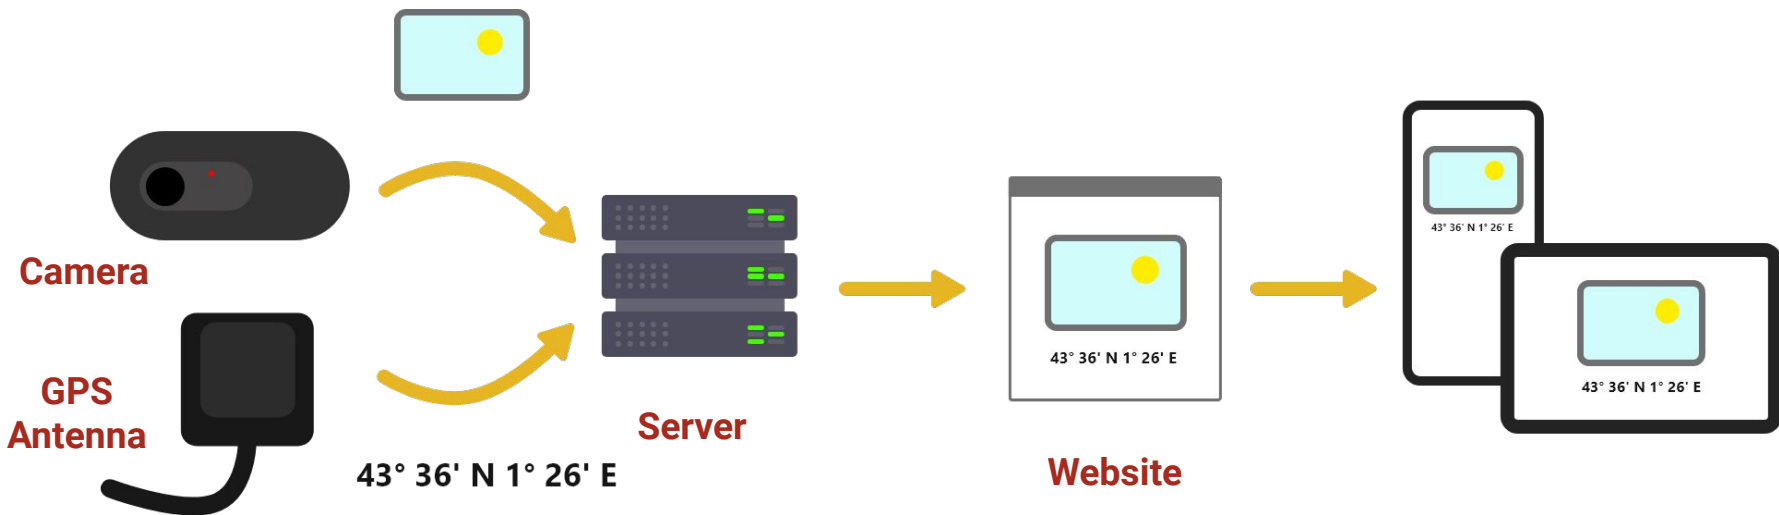 Camera
GPS
Antenna
43° 36' N 1° 26' E
Server
43° 36' N 1° 26' E
Website
43° 36' N 1° 26' E
43° 36' N 1° 26' E